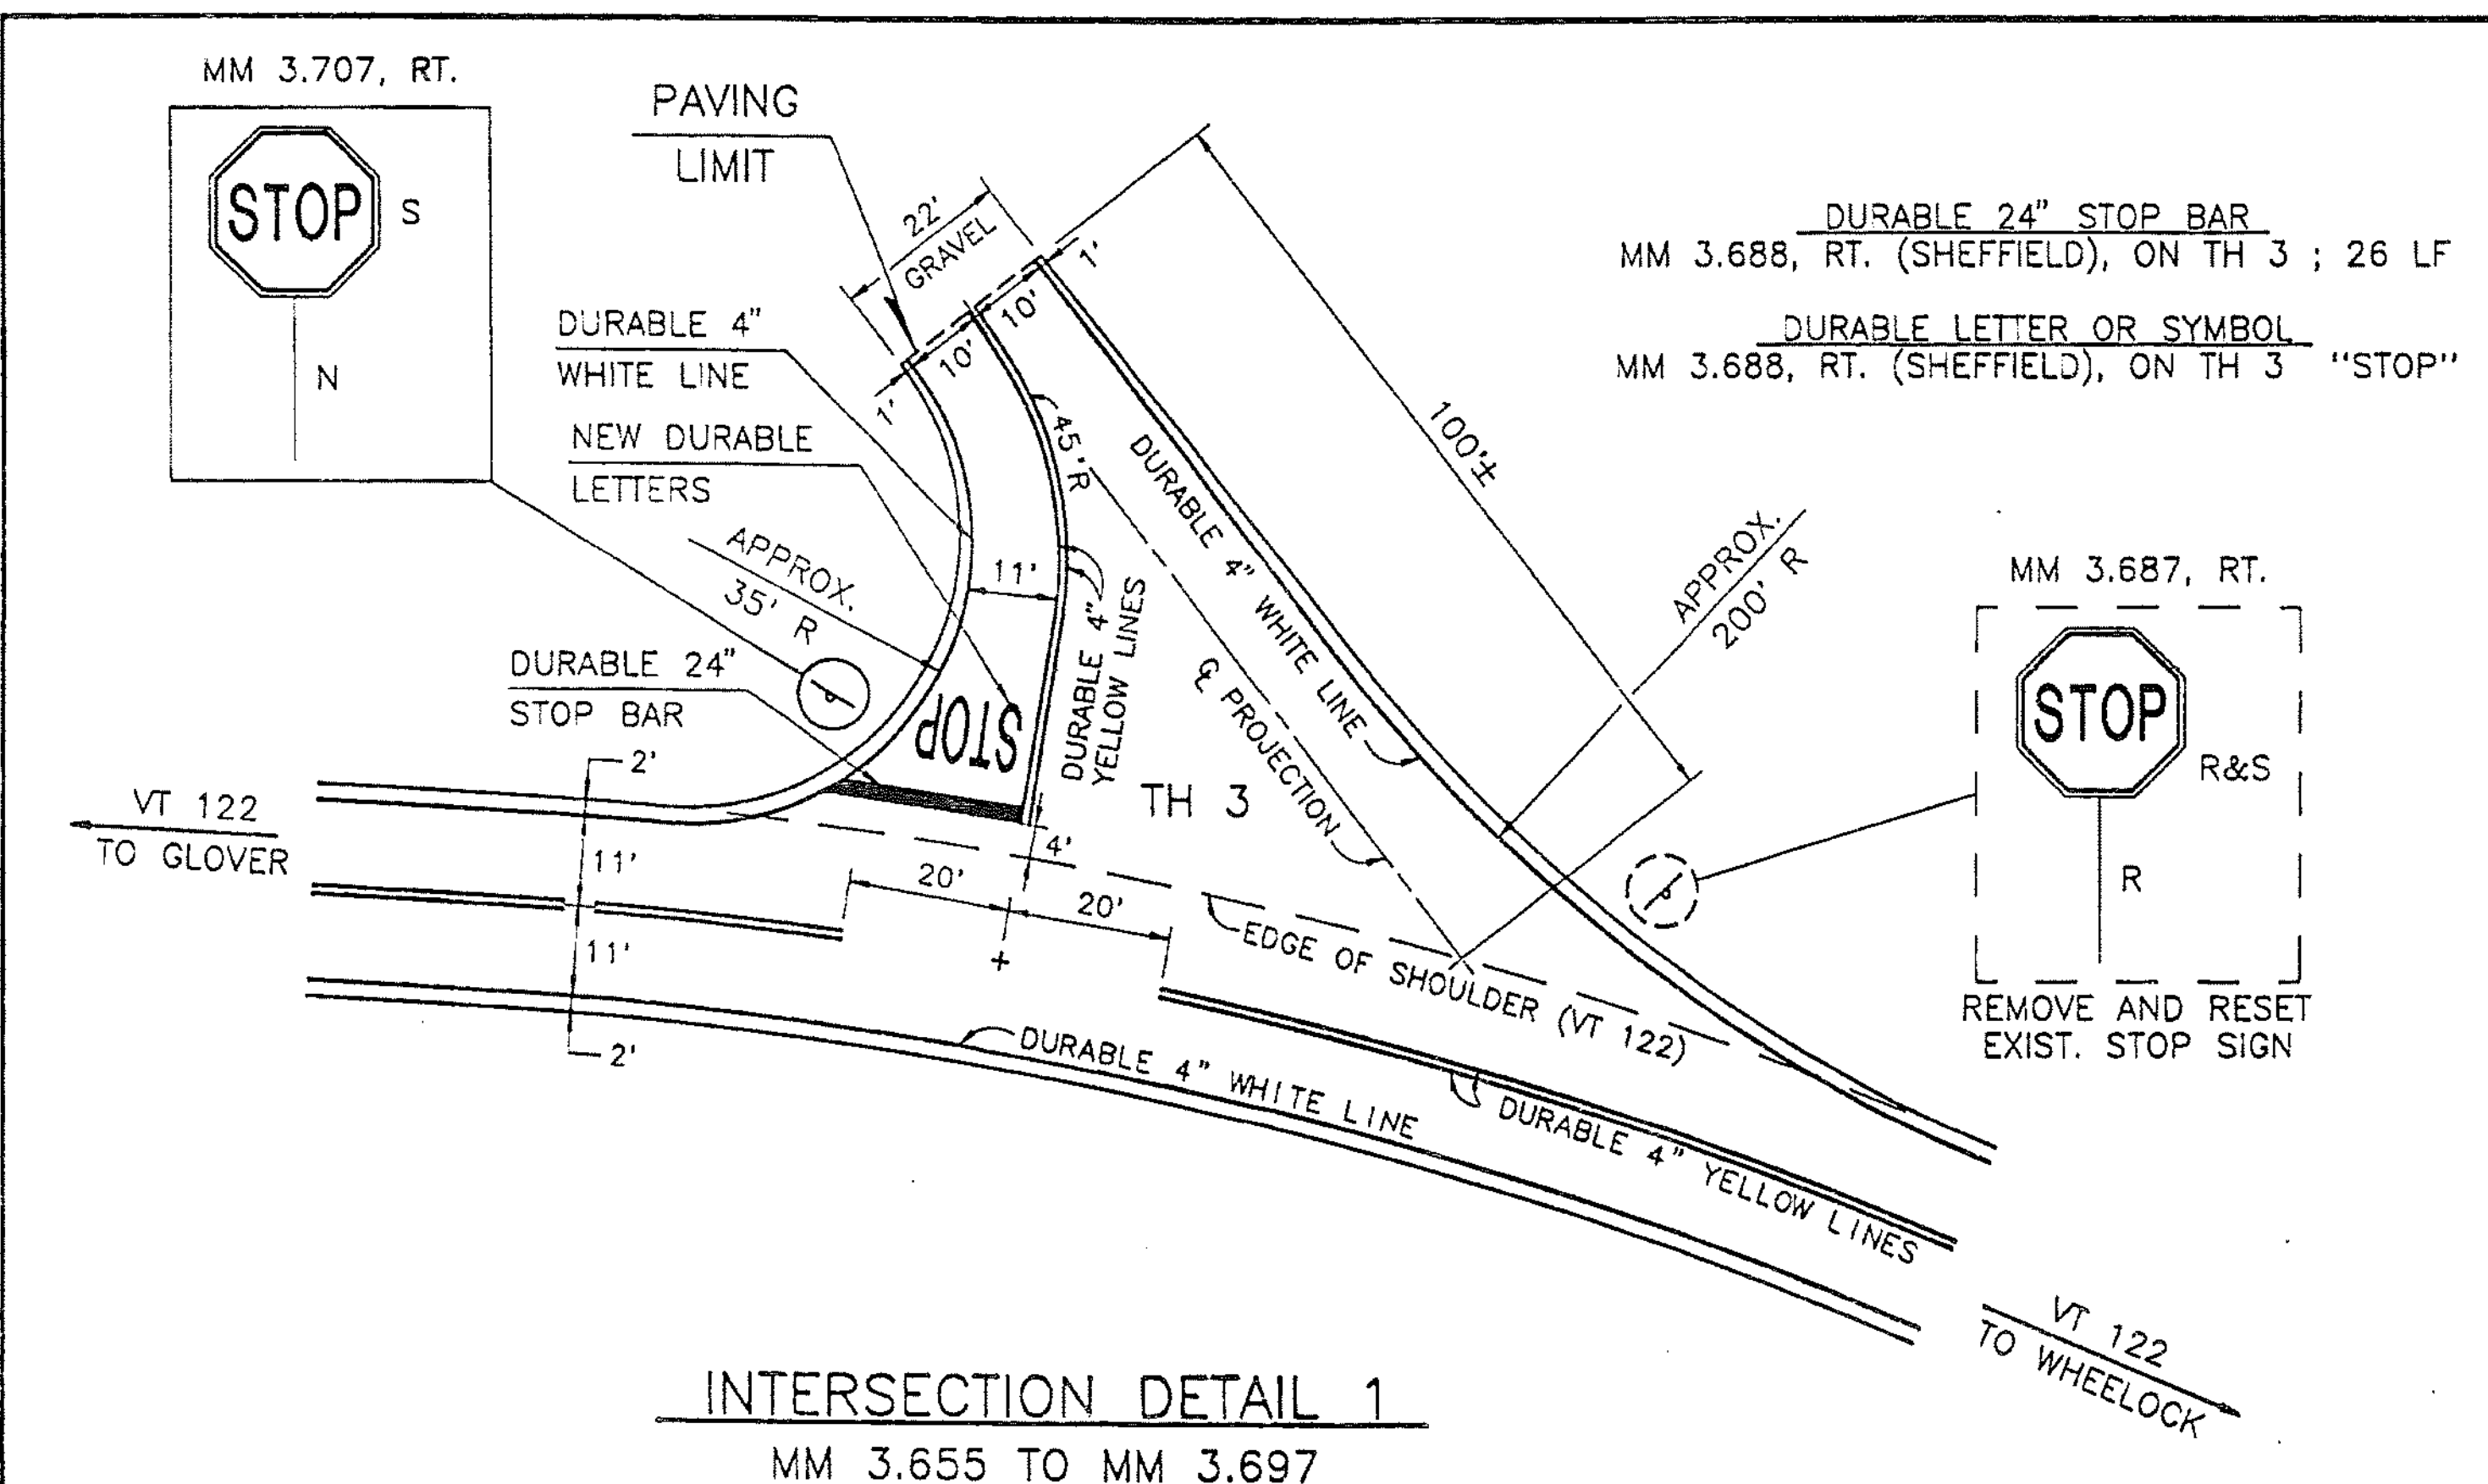 MM 3.707, RT.
STOP
S
N
PAVING
LIMIT
22'
GRAVEL
1'
10'
10'
1'
DURABLE 4"
WHITE LINE
NEW DURABLE
LETTERS
APPROX.
35' R
DURABLE 24"
STOP BAR
45'R
11'
STOP
DURABLE 4"
YELLOW LINES
DURABLE 4" WHITE LINE
℄ PROJECTION
100'±
APPROX.
200' R
DURABLE 24" STOP BAR
MM 3.688, RT. (SHEFFIELD), ON TH 3 ; 26 LF
DURABLE LETTER OR SYMBOL
MM 3.688, RT. (SHEFFIELD), ON TH 3 "STOP"
MM 3.687, RT.
STOP
R&S
R
REMOVE AND RESET
EXIST. STOP SIGN
VT 122
TO GLOVER
2'
11'
11'
2'
TH 3
4'
20'
20'
EDGE OF SHOULDER (VT 122)
DURABLE 4" WHITE LINE
DURABLE 4" YELLOW LINES
VT 122
TO WHEELOCK
INTERSECTION DETAIL 1
MM 3.655 TO MM 3.697